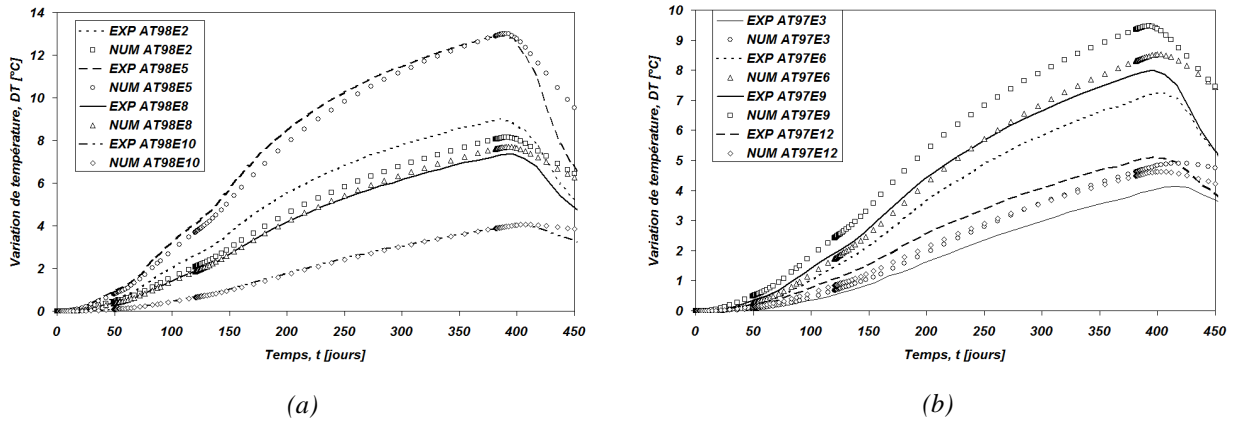 Variation de température, DT [°C]
14
12
10
8
6
4
2
0
EXP AT98E2
NUM AT98E2
EXP AT98E5
NUM AT98E5
EXP AT98E8
NUM AT98E8
EXP AT98E10
NUM AT98E10
0 50 100 150 200 250 300 350 400 450
Temps, t [jours]
(a)
Variation de température, DT [°C]
10
9
8
7
6
5
4
3
2
1
0
EXP AT97E3
NUM AT97E3
EXP AT97E6
NUM AT97E6
EXP AT97E9
NUM AT97E9
EXP AT97E12
NUM AT97E12
0 50 100 150 200 250 300 350 400 450
Temps, t [jours]
(b)